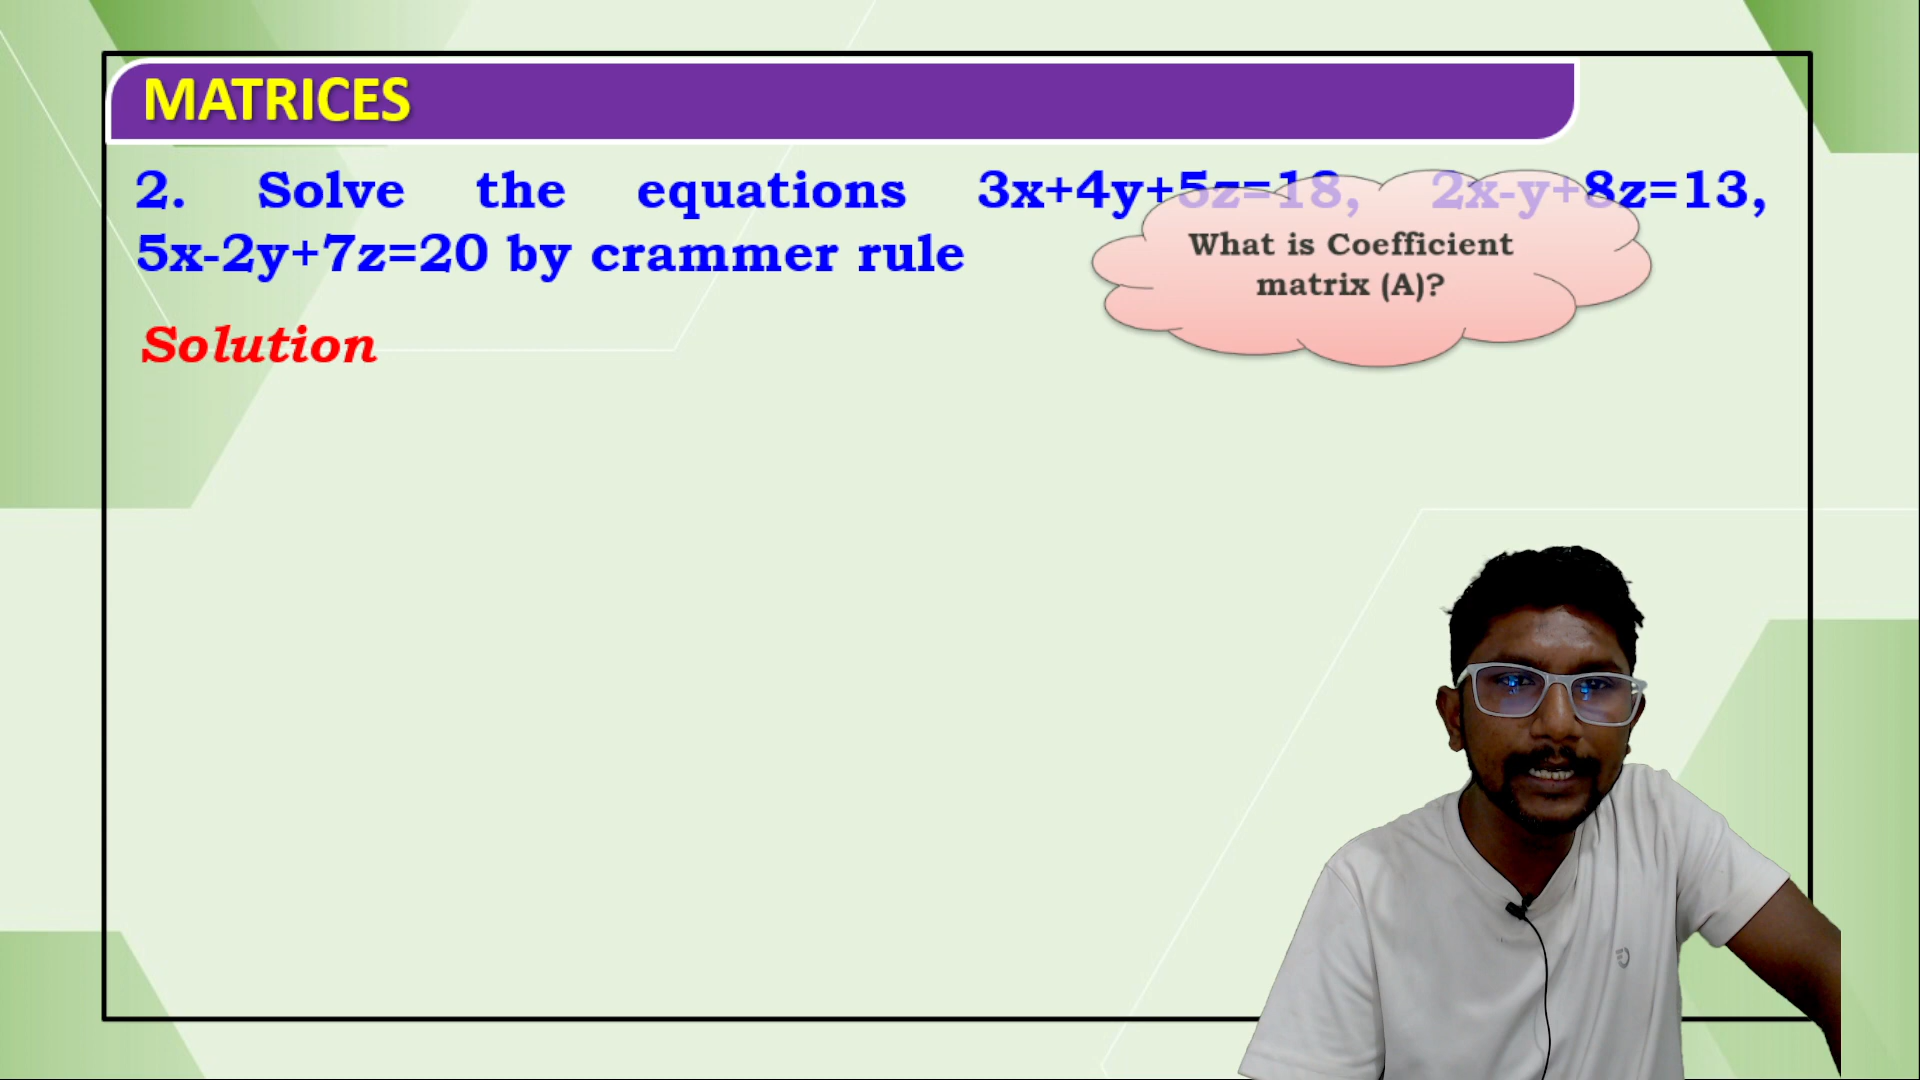 MATRICES
2. Solve the equations 3x+4y+5z=18, 2x-y+8z=13,
5x-2y+7z=20 by crammer rule
What is Coefficient
matrix (A)?
Solution